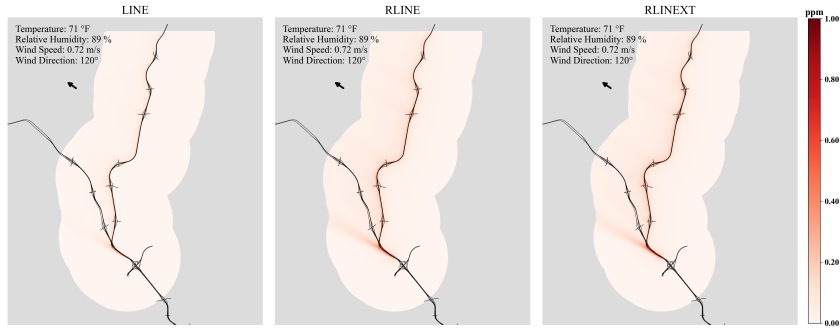 LINE
Temperature: 71 °F
Relative Humidity: 89 %
Wind Speed: 0.72 m/s
Wind Direction: 120°
RLINE
Temperature: 71 °F
Relative Humidity: 89 %
Wind Speed: 0.72 m/s
Wind Direction: 120°
RLINEXT
Temperature: 71 °F
Relative Humidity: 89 %
Wind Speed: 0.72 m/s
Wind Direction: 120°
ppm
1.00
0.80
0.60
0.40
0.20
0.00